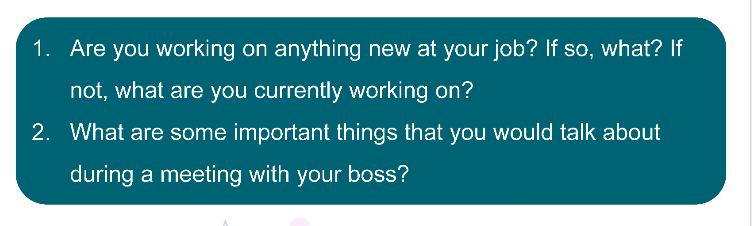 1. Are you working on anything new at your job? If so, what? If
not, what are you currently working on?
2. What are some important things that you would talk about
during a meeting with your boss?